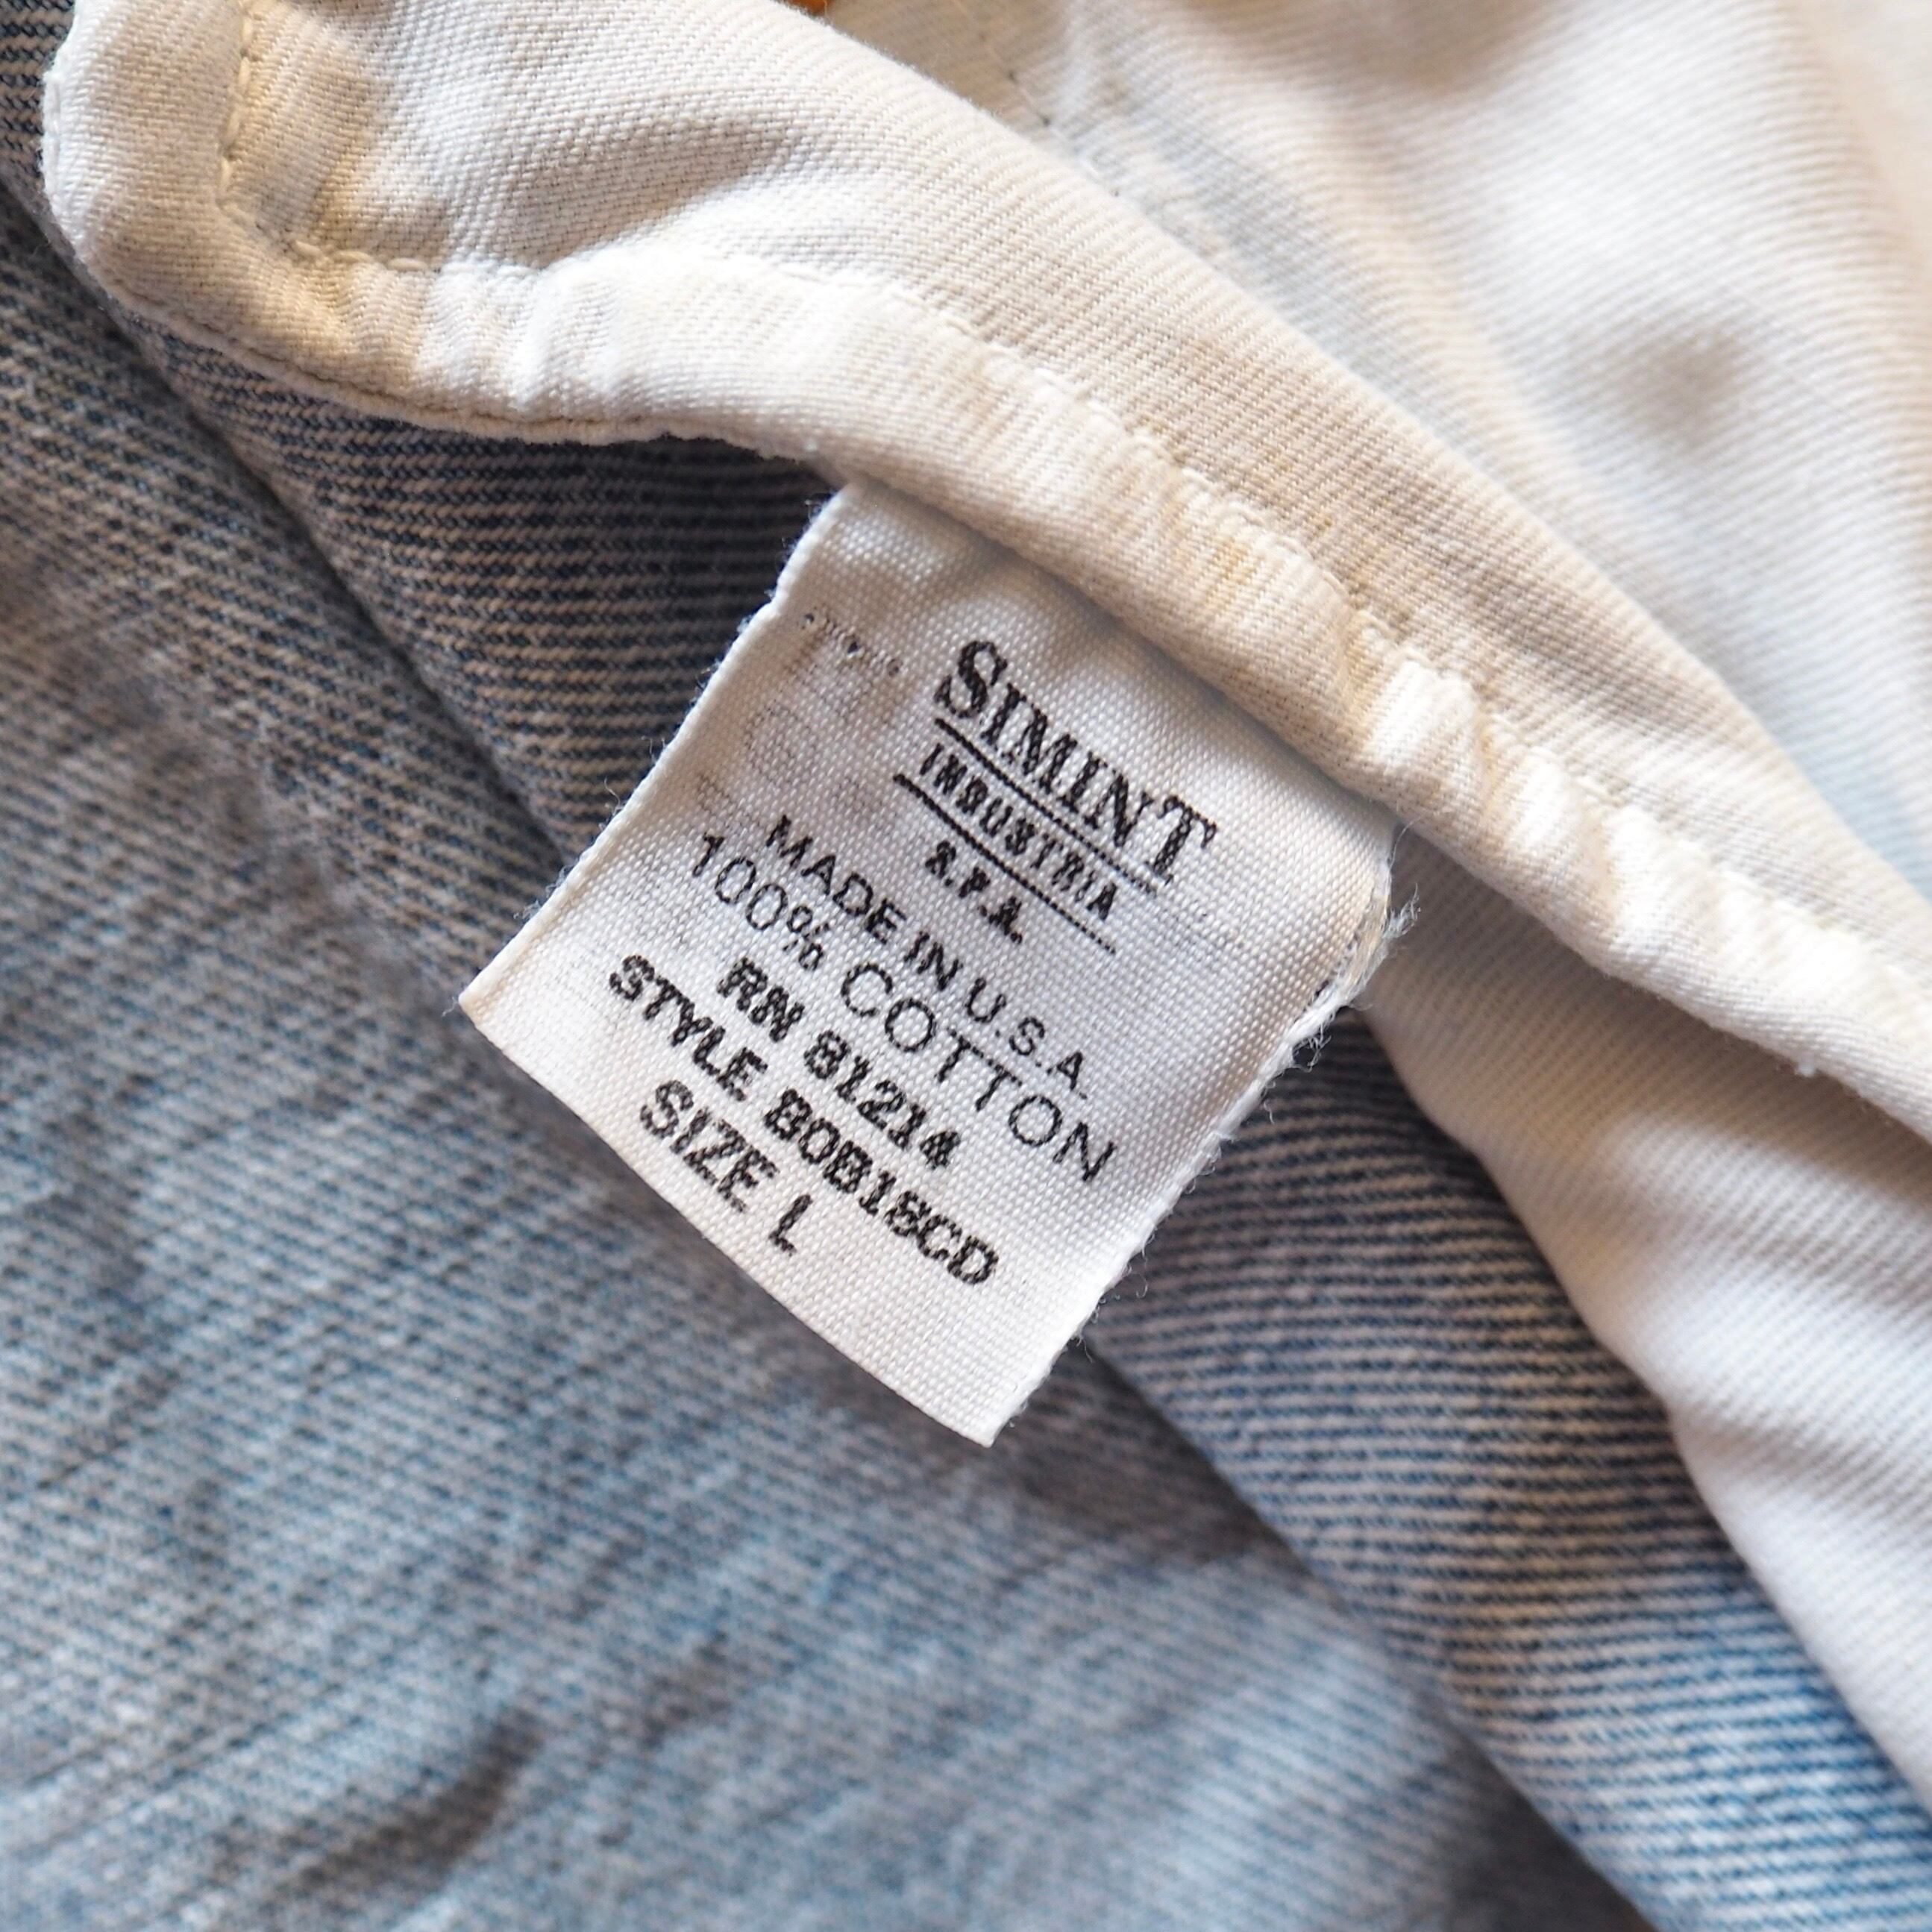 SIMINT
INDUSTRIA
S.P.A.
MADE IN U.S.A.
100% COTTON
RN 81214
STYLE 80B18CD
SIZE L